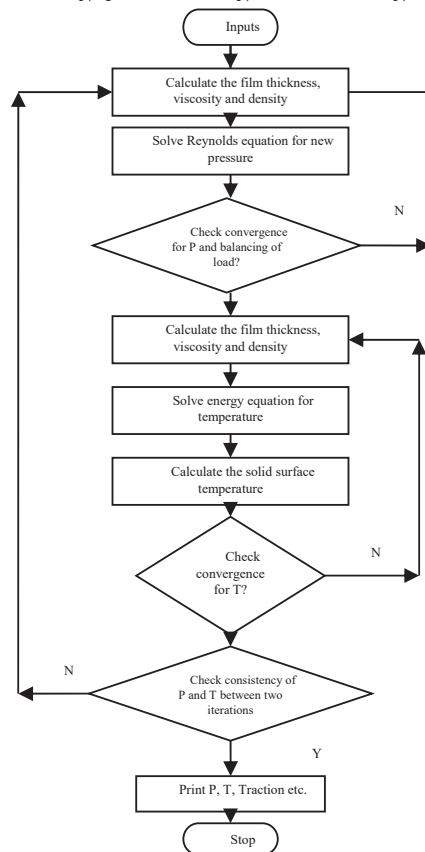 Inputs
Calculate the film thickness,
viscosity and density
Solve Reynolds equation for new
pressure
N
Check convergence
for P and balancing of
load?
Calculate the film thickness,
viscosity and density
Solve energy equation for
temperature
Calculate the solid surface
temperature
Check
convergence
for T?
N
N
Check consistency of
P and T between two
iterations
Y
Print P, T, Traction etc.
Stop